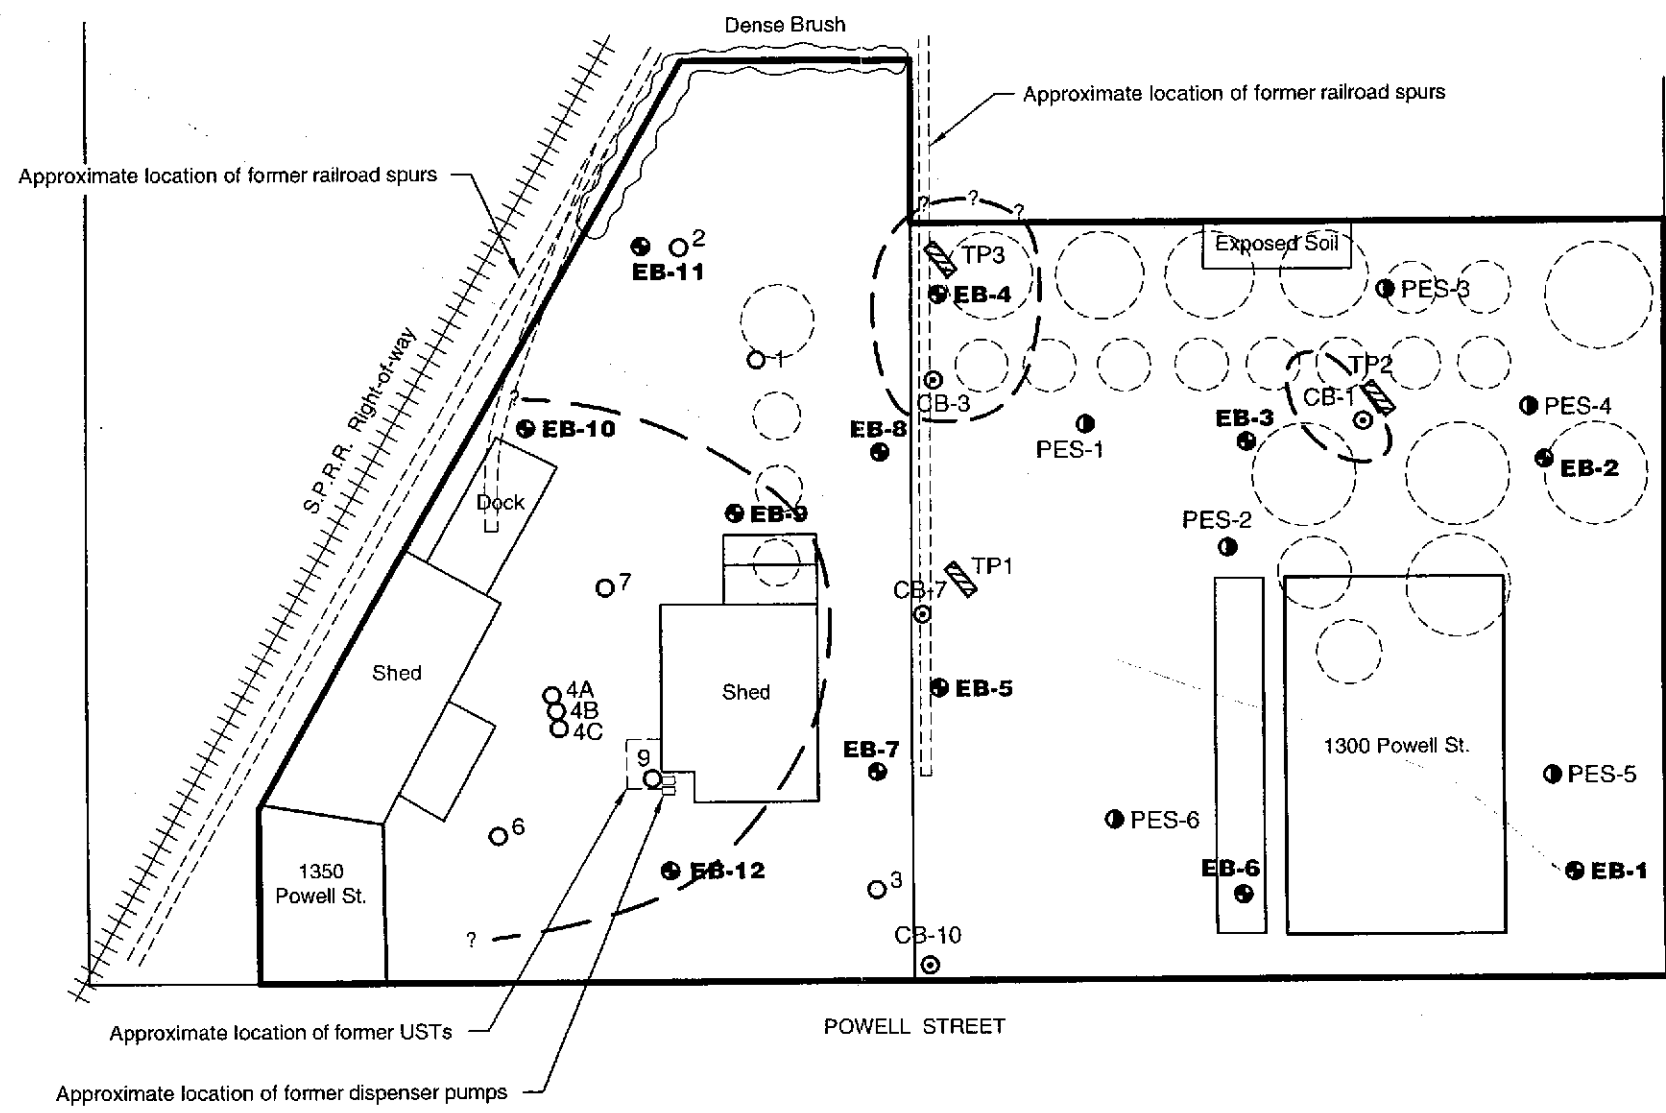 Dense Brush
Approximate location of former railroad spurs
Approximate location of former railroad spurs
S.P.R.R. Right-of-way
?
?
?
Exposed Soil
2
EB-11
TP3
EB-4
PES-3
1
TP2
CB-3
CB-1
?
EB-10
EB-8
PES-1
EB-3
PES-4
EB-2
Dock
EB-9
PES-2
7
CB-7
TP1
Shed
4A
4B
4C
Shed
EB-5
9
EB-7
1300 Powell St.
PES-5
6
PES-6
1350
Powell St.
EB-12
3
EB-6
EB-1
?
CB-10
Approximate location of former USTs
POWELL STREET
Approximate location of former dispenser pumps